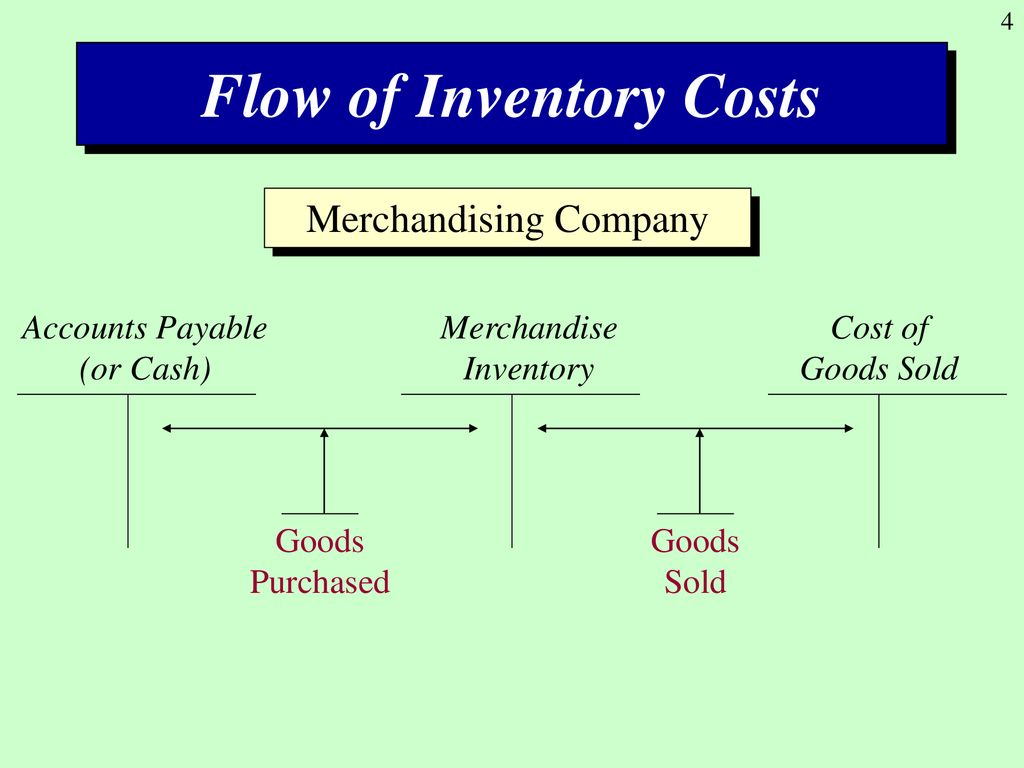 4
Flow of Inventory Costs
Merchandising Company
Accounts Payable
(or Cash)
Merchandise
Inventory
Cost of
Goods Sold
Goods
Purchased
Goods
Sold